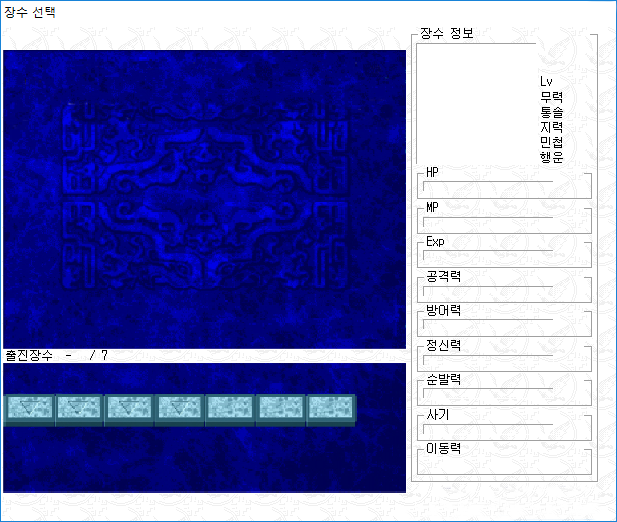 장수 선택
장수 정보
Lv
무력
통솔
지력
민첩
행운
HP
MP
Exp
공격력
방어력
정신력
순발력
사기
이동력
출진장수 - / 7